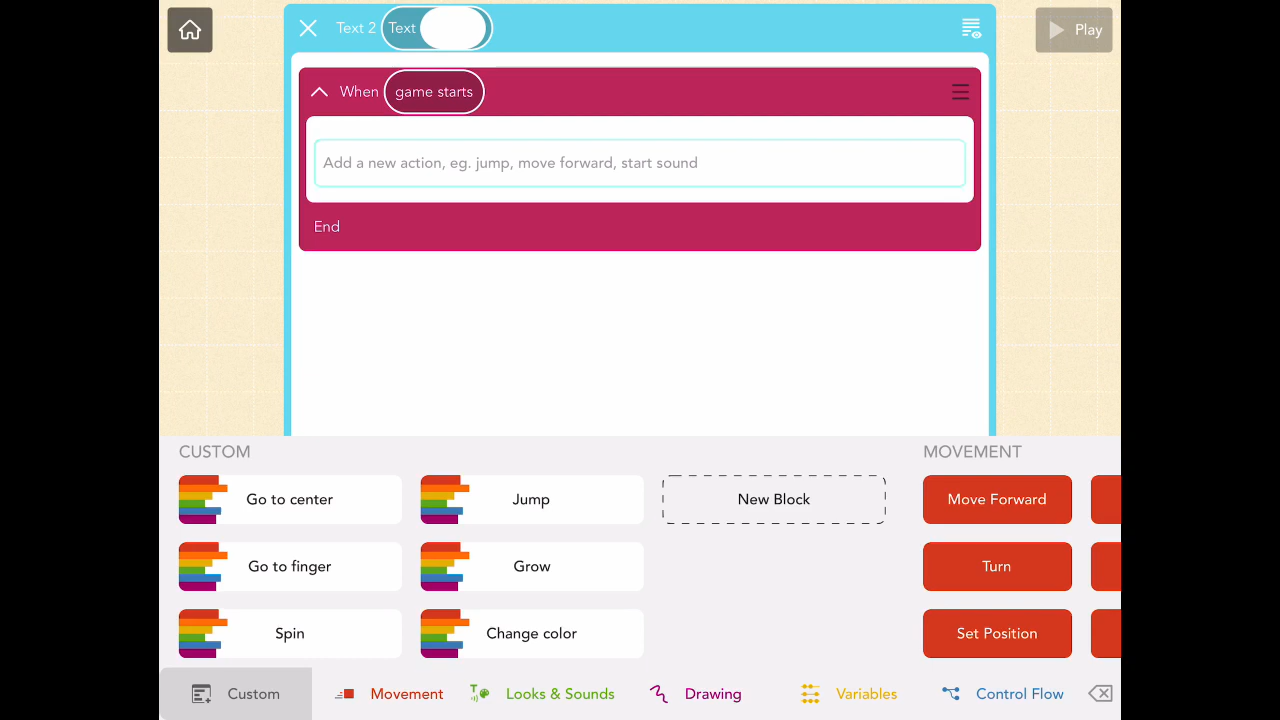 Text 2 Text
Play
When game starts
Add a new action, eg. jump, move forward, start sound
End
CUSTOM
MOVEMENT
Go to center
Jump
New Block
Move Forward
Go to finger
Grow
Turn
Spin
Change color
Set Position
Custom
Movement
Looks & Sounds
Drawing
Variables
Control Flow